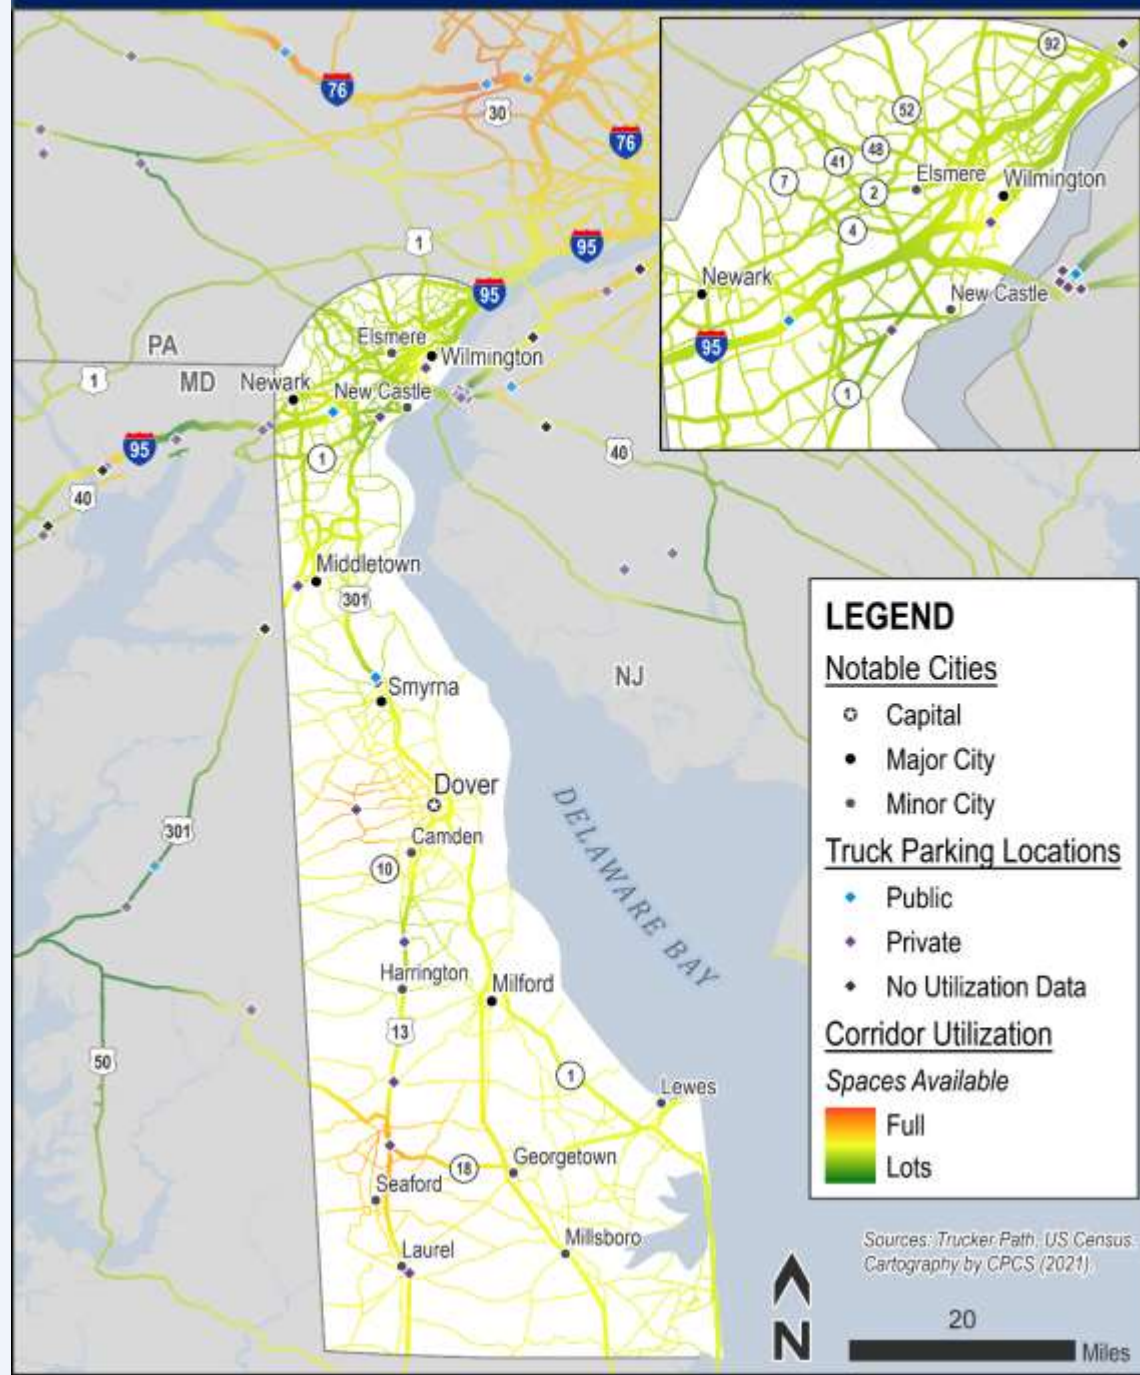 76
30
76
1
95
95
PA
MD
1
Elsmere
Wilmington
Newark
New Castle
95
40
1
40
Middletown
301
Smyrna
NJ
Dover
Camden
10
301
DELAWARE BAY
Harrington
Milford
13
50
1
Lewes
18
Georgetown
Seaford
Millsboro
Laurel
92
52
48
41
7
2
Elsmere
Wilmington
4
Newark
New Castle
95
1
LEGEND
Notable Cities
Capital
Major City
Minor City
Truck Parking Locations
Public
Private
No Utilization Data
Corridor Utilization
Spaces Available
Full
Lots
Sources: Trucker Path, US Census.
Cartography by CPCS (2021).
N
20
Miles